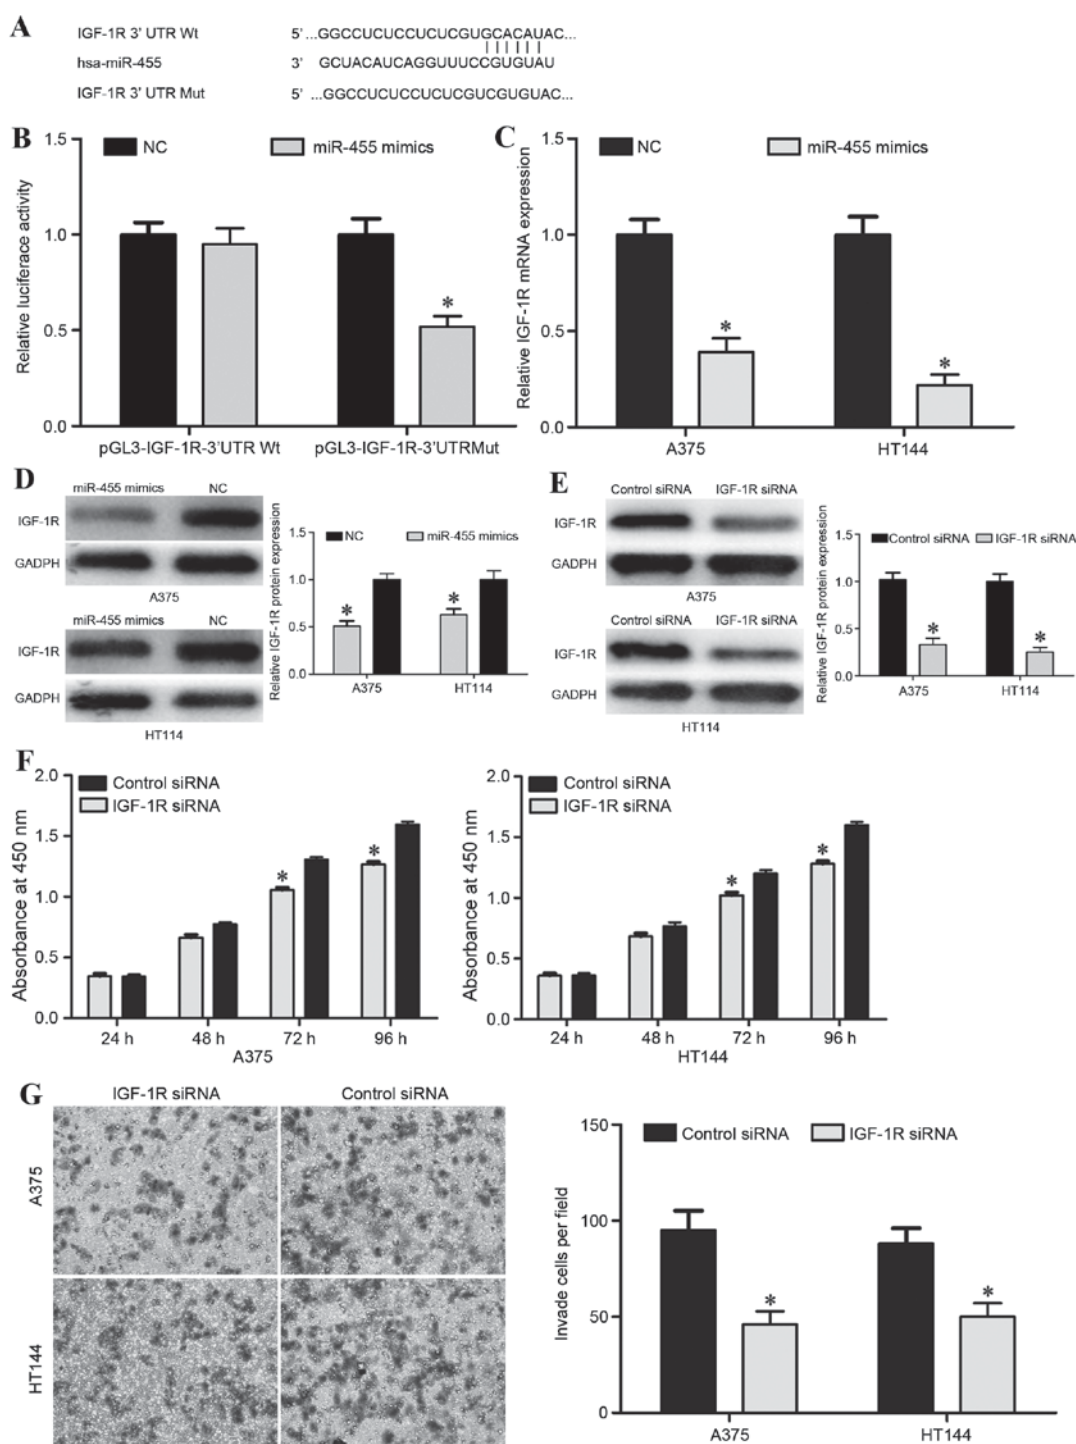 A
IGF-1R 3' UTR Wt 5'...GGCCUCUCCUCUCGUGCACAUAC...
hsa-miR-455 3' GCUACAUCAGGUUUCCGUGUAU
IGF-1R 3' UTR Mut 5' ...GGCCUCUCCUCUCGUCGUGUAC...
B
NC miR-455 mimics
Relative luciferace activity
1.5
1.0
0.5
0.0
*
pGL3-IGF-1R-3'UTR Wt pGL3-IGF-1R-3'UTRMut
C
NC miR-455 mimics
Relative IGF-1R mRNA expression
1.5
1.0
0.5
0.0
* *
A375 HT144
D
miR-455 mimics NC
IGF-1R
GADPH
A375
miR-455 mimics NC
IGF-1R
GADPH
HT114
NC miR-455 mimics
Relative IGF-1R protein expression
1.5
1.0
0.5
0.0
* *
A375 HT114
E
Control siRNA IGF-1R siRNA
IGF-1R
GADPH
A375
Control siRNA IGF-1R siRNA
IGF-1R
GADPH
HT114
Control siRNA IGF-1R siRNA
Relative IGF-1R protein expression
1.5
1.0
0.5
0.0
* *
A375 HT114
F
Control siRNA
IGF-1R siRNA
Absorbance at 450 nm
2.0
1.5
1.0
0.5
0.0
* *
24 h 48 h 72 h 96 h
A375
Control siRNA
IGF-1R siRNA
Absorbance at 450 nm
2.0
1.5
1.0
0.5
0.0
* *
24 h 48 h 72 h 96 h
HT144
G
IGF-1R siRNA Control siRNA
A375
HT144
Control siRNA IGF-1R siRNA
Invade cells per field
150
100
50
0
* *
A375 HT144